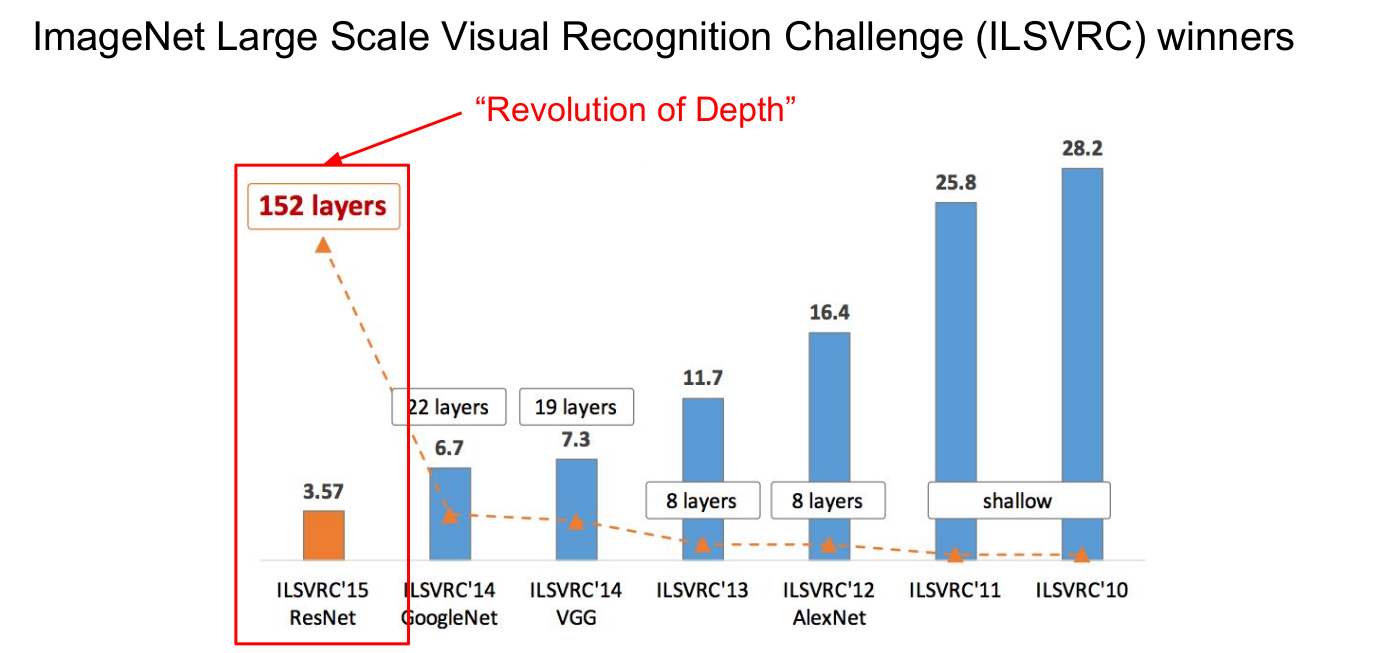 ImageNet Large Scale Visual Recognition Challenge (ILSVRC) winners
“Revolution of Depth”
28.2
25.8
152 layers
16.4
11.7
22 layers
19 layers
7.3
6.7
3.57
8 layers
8 layers
shallow
ILSVRC'15
ResNet
ILSVRC'14
GoogleNet
ILSVRC'14
VGG
ILSVRC'13
ILSVRC'12
AlexNet
ILSVRC'11
ILSVRC'10